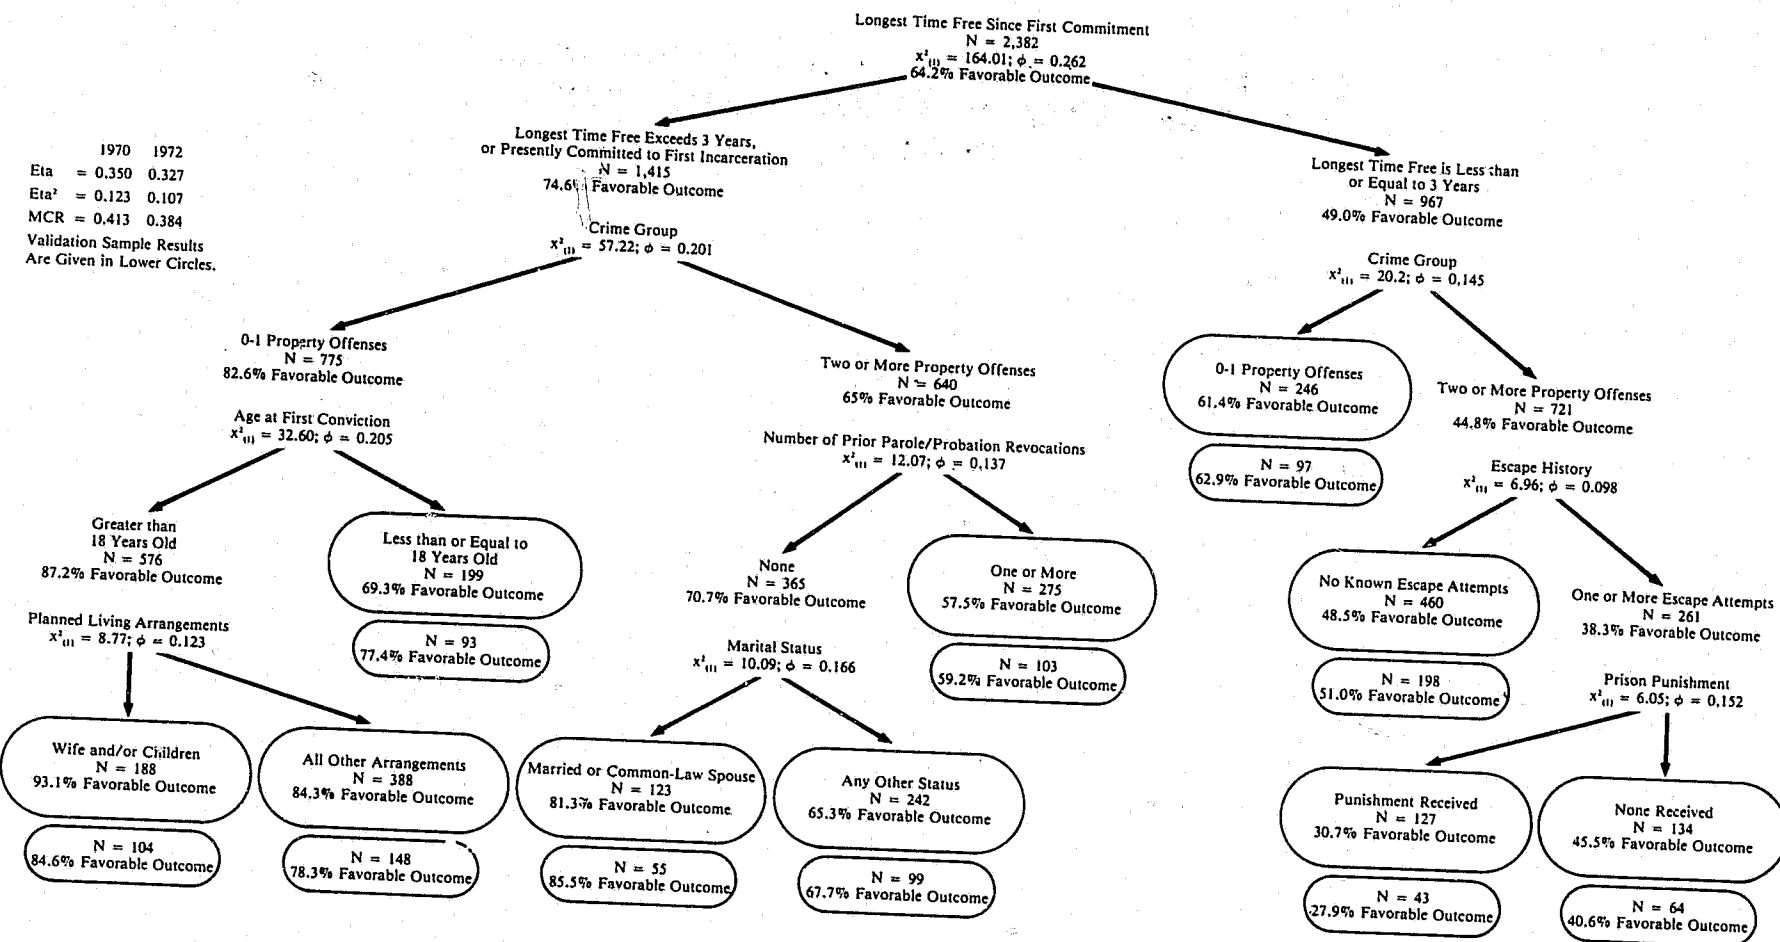 Longest Time Free Since First Commitment
N = 2,382
x²(1) = 164.01; φ = 0.262
64.2% Favorable Outcome
Longest Time Free Exceeds 3 Years,
or Presently Committed to First Incarceration
N = 1,415
74.6% Favorable Outcome
Longest Time Free is Less than
or Equal to 3 Years
N = 967
49.0% Favorable Outcome
1970 1972
Eta = 0.350 0.327
Eta² = 0.123 0.107
MCR = 0.413 0.384
Validation Sample Results
Are Given in Lower Circles.
Crime Group
x²(1) = 57.22; φ = 0.201
Crime Group
x²(1) = 20.2; φ = 0.145
0-1 Property Offenses
N = 775
82.6% Favorable Outcome
Two or More Property Offenses
N = 640
65% Favorable Outcome
0-1 Property Offenses
N = 246
61.4% Favorable Outcome
N = 97
62.9% Favorable Outcome
Two or More Property Offenses
N = 721
44.8% Favorable Outcome
Age at First Conviction
x²(1) = 32.60; φ = 0.205
Number of Prior Parole/Probation Revocations
x²(1) = 12.07; φ = 0.137
Escape History
x²(1) = 6.96; φ = 0.098
Greater than
18 Years Old
N = 576
87.2% Favorable Outcome
Less than or Equal to
18 Years Old
N = 199
69.3% Favorable Outcome
N = 93
77.4% Favorable Outcome
None
N = 365
70.7% Favorable Outcome
One or More
N = 275
57.5% Favorable Outcome
N = 103
59.2% Favorable Outcome
No Known Escape Attempts
N = 460
48.5% Favorable Outcome
N = 198
51.0% Favorable Outcome
One or More Escape Attempts
N = 261
38.3% Favorable Outcome
Planned Living Arrangements
x²(1) = 8.77; φ = 0.123
Marital Status
x²(1) = 10.09; φ = 0.166
Prison Punishment
x²(1) = 6.05; φ = 0.152
Wife and/or Children
N = 188
93.1% Favorable Outcome
N = 104
84.6% Favorable Outcome
All Other Arrangements
N = 388
84.3% Favorable Outcome
N = 148
78.3% Favorable Outcome
Married or Common-Law Spouse
N = 123
81.3% Favorable Outcome
N = 55
85.5% Favorable Outcome
Any Other Status
N = 242
65.3% Favorable Outcome
N = 99
67.7% Favorable Outcome
Punishment Received
N = 127
30.7% Favorable Outcome
N = 43
27.9% Favorable Outcome
None Received
N = 134
45.5% Favorable Outcome
N = 64
40.6% Favorable Outcome